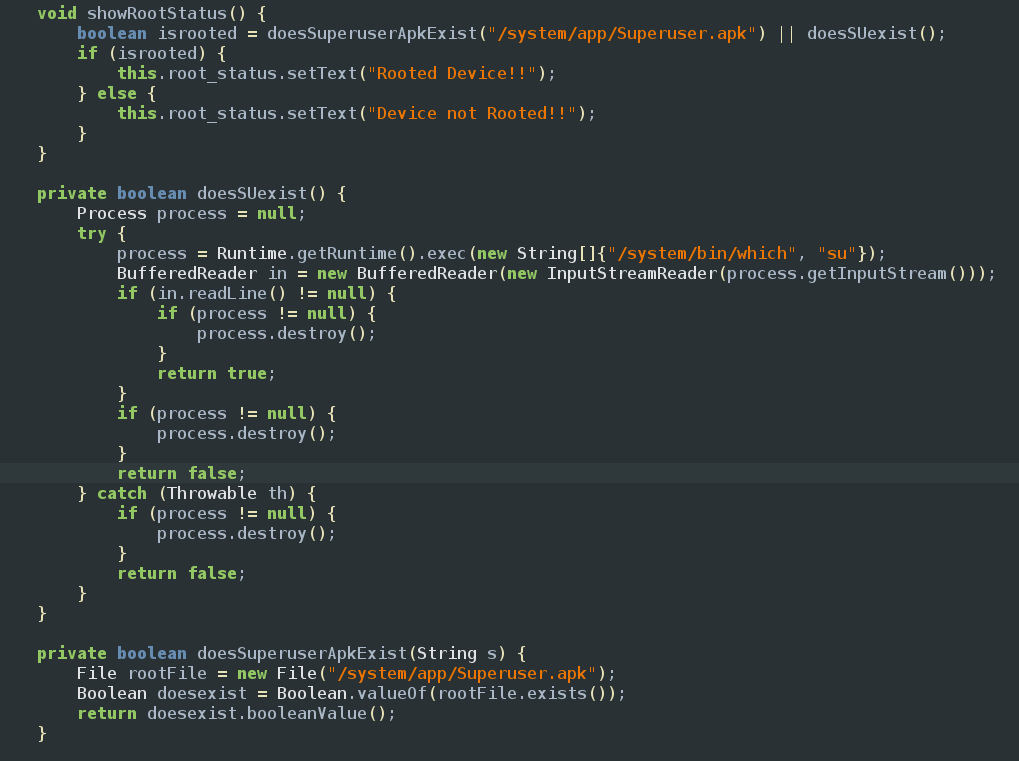 void showRootStatus() {
    boolean isrooted = doesSuperuserApkExist("/system/app/Superuser.apk") || doesSUexist();
    if (isrooted) {
        this.root_status.setText("Rooted Device!!");
    } else {
        this.root_status.setText("Device not Rooted!!");
    }
}

private boolean doesSUexist() {
    Process process = null;
    try {
        process = Runtime.getRuntime().exec(new String[]{"/system/bin/which", "su"});
        BufferedReader in = new BufferedReader(new InputStreamReader(process.getInputStream()));
        if (in.readLine() != null) {
            if (process != null) {
                process.destroy();
            }
            return true;
        }
        if (process != null) {
            process.destroy();
        }
        return false;
    } catch (Throwable th) {
        if (process != null) {
            process.destroy();
        }
        return false;
    }
}

private boolean doesSuperuserApkExist(String s) {
    File rootFile = new File("/system/app/Superuser.apk");
    Boolean doesexist = Boolean.valueOf(rootFile.exists());
    return doesexist.booleanValue();
}